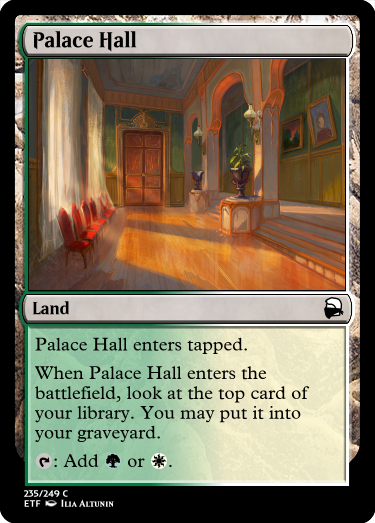 Palace Hall
Land
Palace Hall enters tapped.
When Palace Hall enters the
battlefield, look at the top card of
your library. You may put it into
your graveyard.
: Add or .
235/249 C
ETF Ilia Altunin